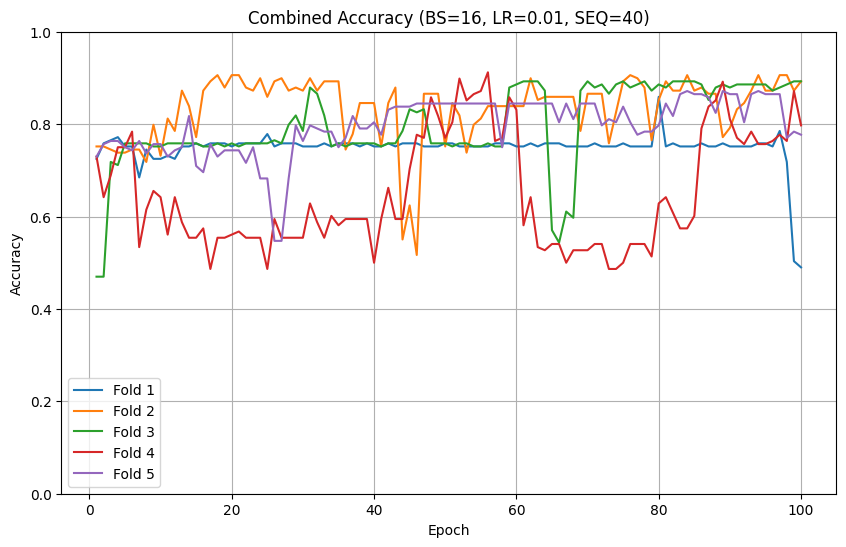 Combined Accuracy (BS=16, LR=0.01, SEQ=40)
1.0
0.8
0.6
0.4
0.2
0.0
Accuracy
Fold 1
Fold 2
Fold 3
Fold 4
Fold 5
0 20 40 60 80 100
Epoch